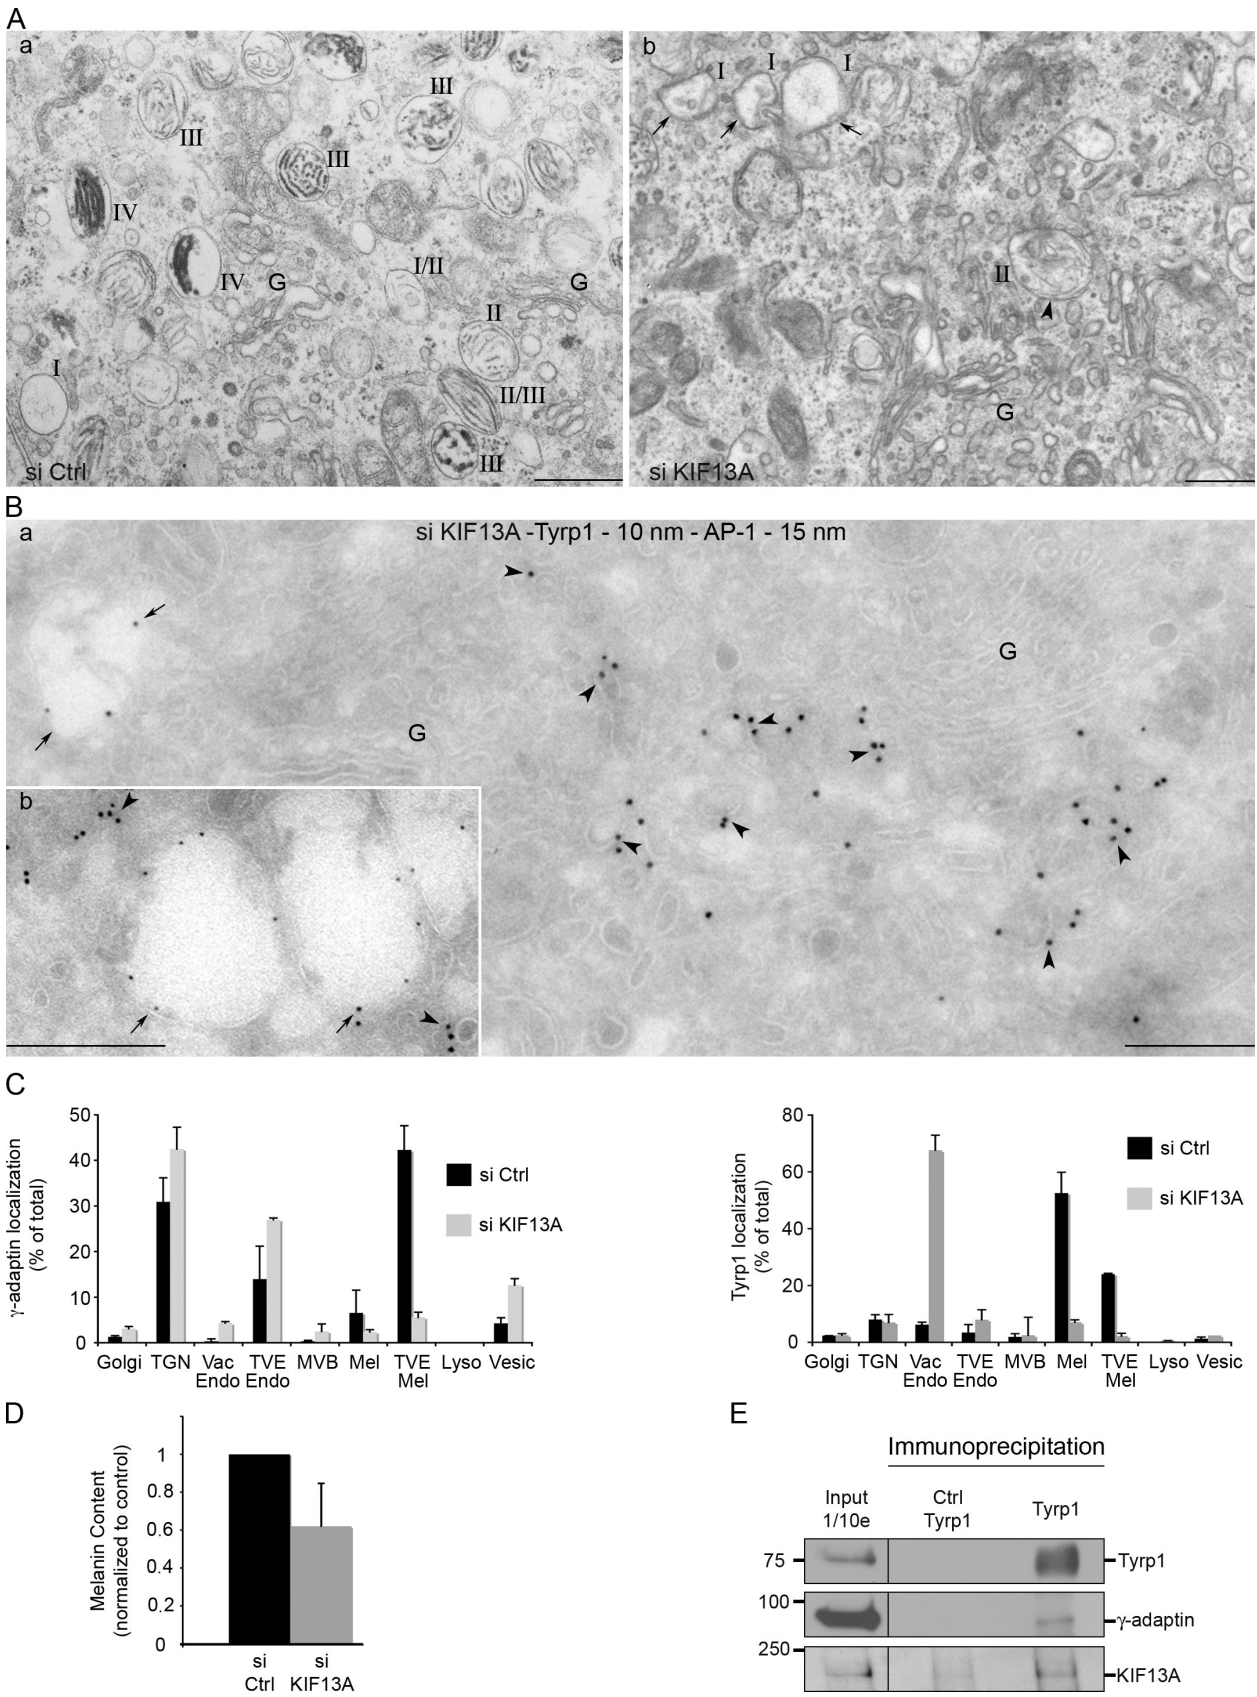 A
a
III
III
III
IV
IV
I/II
G
G
II
I
II/III
III
si Ctrl
b
I
I
I
II
G
si KIF13A
B
a
si KIF13A -Tyrp1 - 10 nm - AP-1 - 15 nm
G
G
b
C
γ-adaptin localization
(% of total)
50
40
30
20
10
0
si Ctrl
si KIF13A
Golgi TGN Vac TVE MVB Mel TVE Lyso Vesic
Endo Endo Mel
Tyrp1 localization
(% of total)
80
60
40
20
0
si Ctrl
si KIF13A
Golgi TGN Vac TVE MVB Mel TVE Lyso Vesic
Endo Endo Mel
D
Melanin Content
(normalized to control)
1
0.8
0.6
0.4
0.2
0
si si
Ctrl KIF13A
E
Immunoprecipitation
Input Ctrl Tyrp1
1/10e Tyrp1
75 Tyrp1
100 γ-adaptin
250 KIF13A